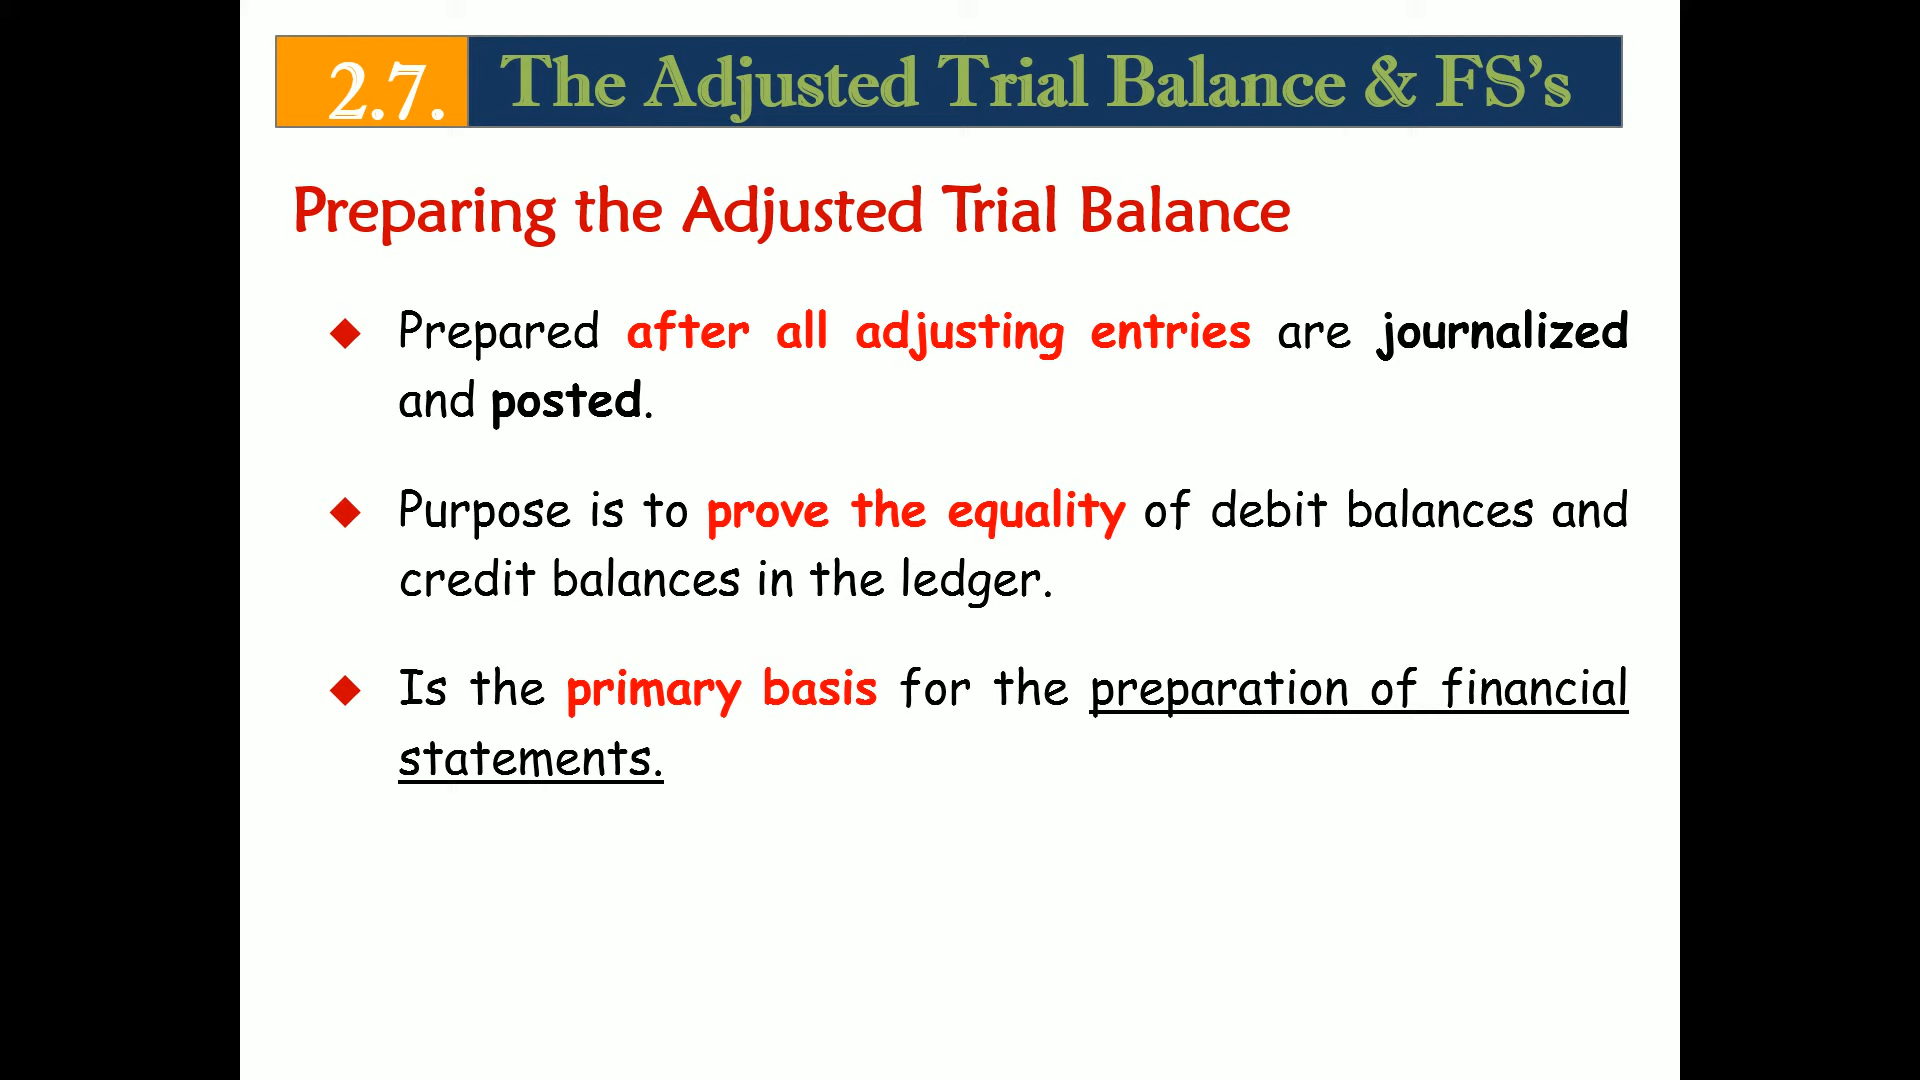 2.7. The Adjusted Trial Balance & FS’s
Preparing the Adjusted Trial Balance
Prepared after all adjusting entries are journalized
and posted.
Purpose is to prove the equality of debit balances and
credit balances in the ledger.
Is the primary basis for the preparation of financial
statements.